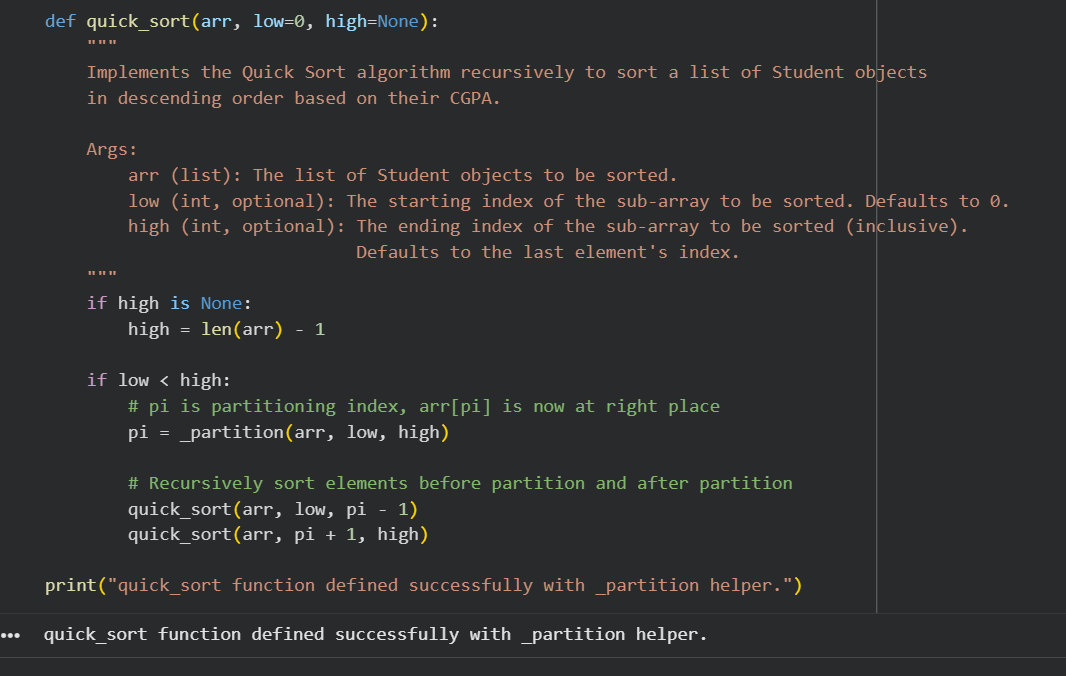 def quick_sort(arr, low=0, high=None):
    """
    Implements the Quick Sort algorithm recursively to sort a list of Student objects
    in descending order based on their CGPA.

    Args:
        arr (list): The list of Student objects to be sorted.
        low (int, optional): The starting index of the sub-array to be sorted. Defaults to 0.
        high (int, optional): The ending index of the sub-array to be sorted (inclusive).
                              Defaults to the last element's index.
    """
    if high is None:
        high = len(arr) - 1

    if low < high:
        # pi is partitioning index, arr[pi] is now at right place
        pi = _partition(arr, low, high)

        # Recursively sort elements before partition and after partition
        quick_sort(arr, low, pi - 1)
        quick_sort(arr, pi + 1, high)

print("quick_sort function defined successfully with _partition helper.")
quick_sort function defined successfully with _partition helper.